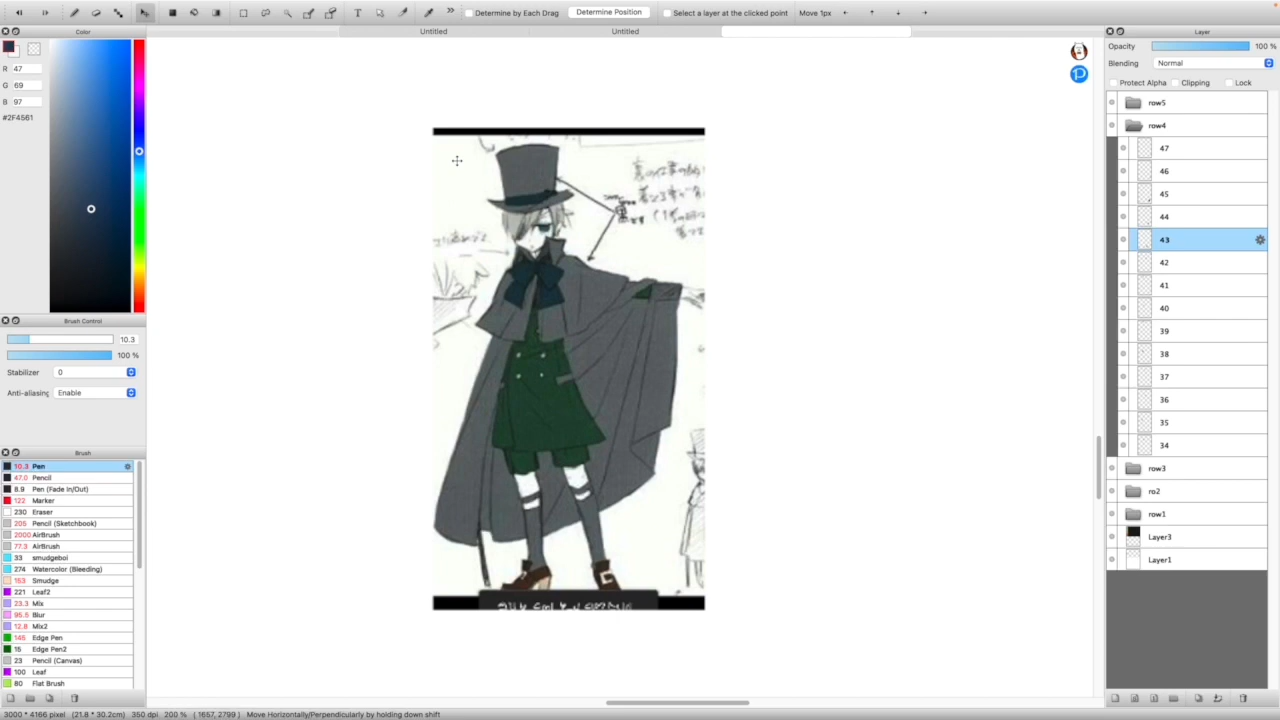 Determine by Each Drag Determine Position Select a layer at the clicked point Move 1px
Color Untitled Untitled Layer
Opacity 100 %
R 47
Blending Normal
G 69
Protect Alpha Clipping Lock
B 97
row5
#2F4561
row4
47
46
45
44
43
42
41
40
39
38
37
36
35
34
row3
ro2
row1
Layer3
Layer1
Brush Control
10.3
100 %
Stabilizer 0
Anti-aliasing Enable
Brush
10.3 Pen
47.0 Pencil
8.9 Pen (Fade In/Out)
122 Marker
230 Eraser
205 Pencil (Sketchbook)
2000 AirBrush
77.3 AirBrush
33 smudgeboi
274 Watercolor (Bleeding)
153 Smudge
221 Leaf2
23.3 Mix
95.5 Blur
12.8 Mix2
145 Edge Pen
15 Edge Pen2
23 Pencil (Canvas)
100 Leaf
80 Flat Brush
3000 * 4166 pixel (21.8 * 30.2cm) 350 dpi 200 % ( 1657, 2799 ) Move Horizontally/Perpendicularly by holding down shift